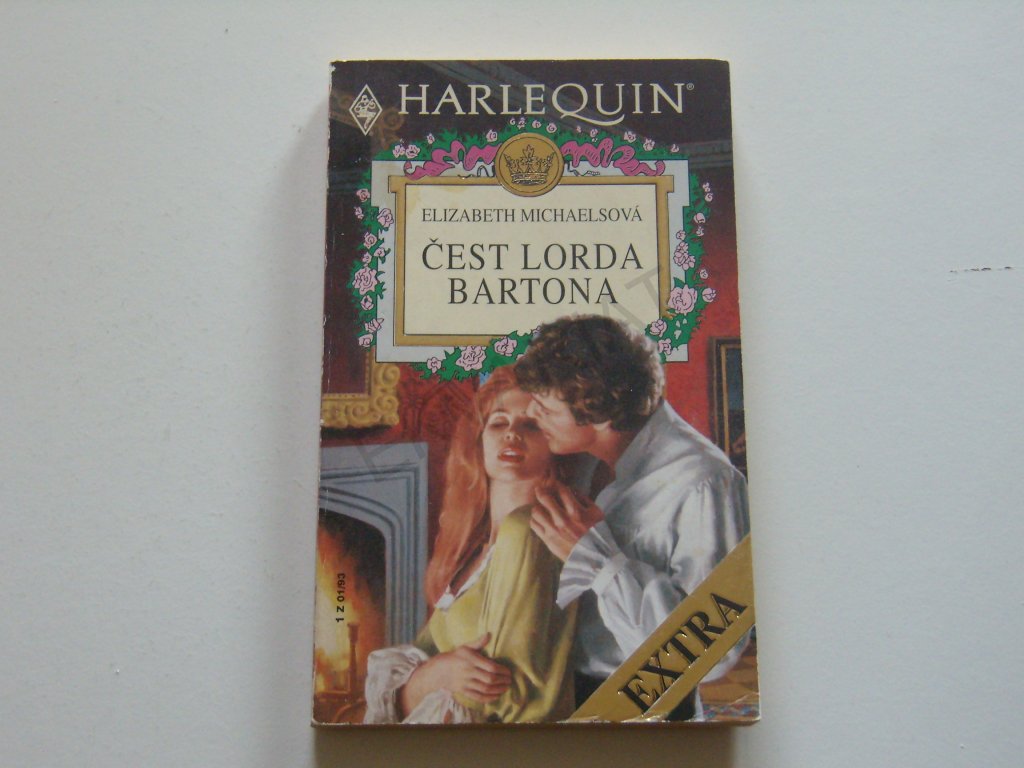 HARLEQUIN®
ELIZABETH MICHAELSOVÁ
ČEST LORDA
BARTONA
1 Z 01/93
EXTRA